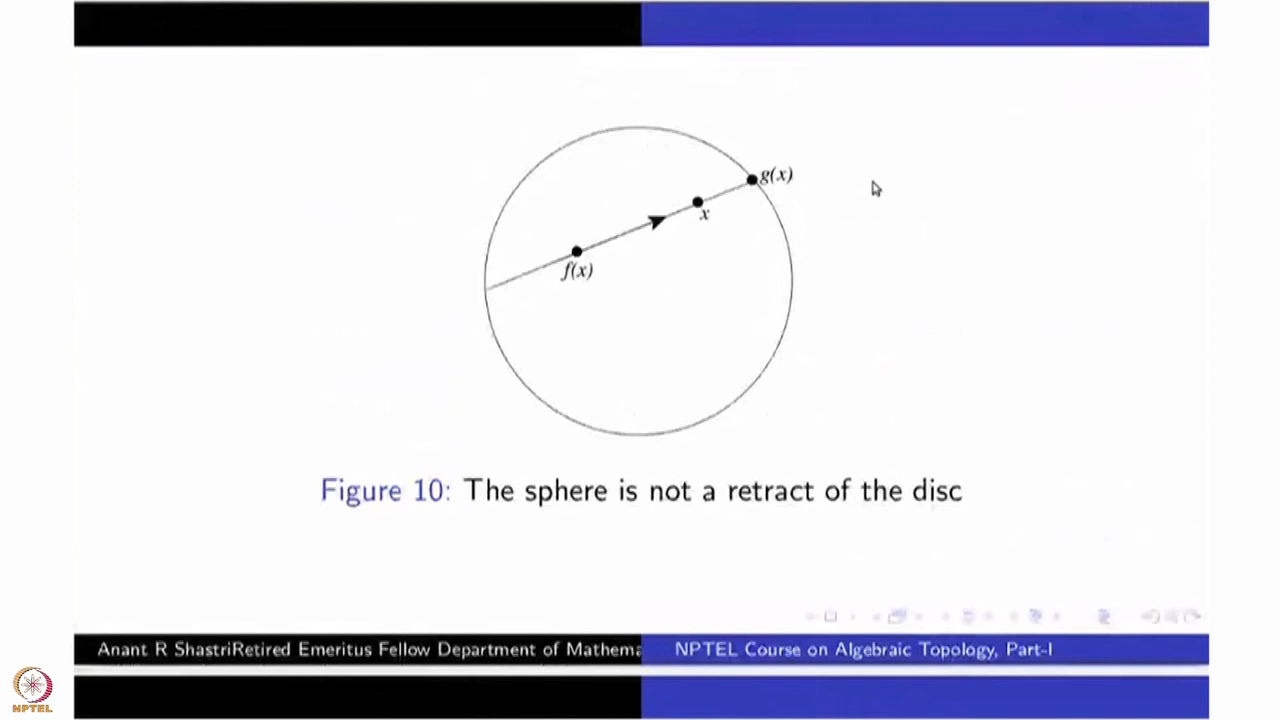 g(x)
x
f(x)
Figure 10: The sphere is not a retract of the disc
Anant R ShastriRetired Emeritus Fellow Department of Mathema
NPTEL Course on Algebraic Topology, Part-I
NPTEL